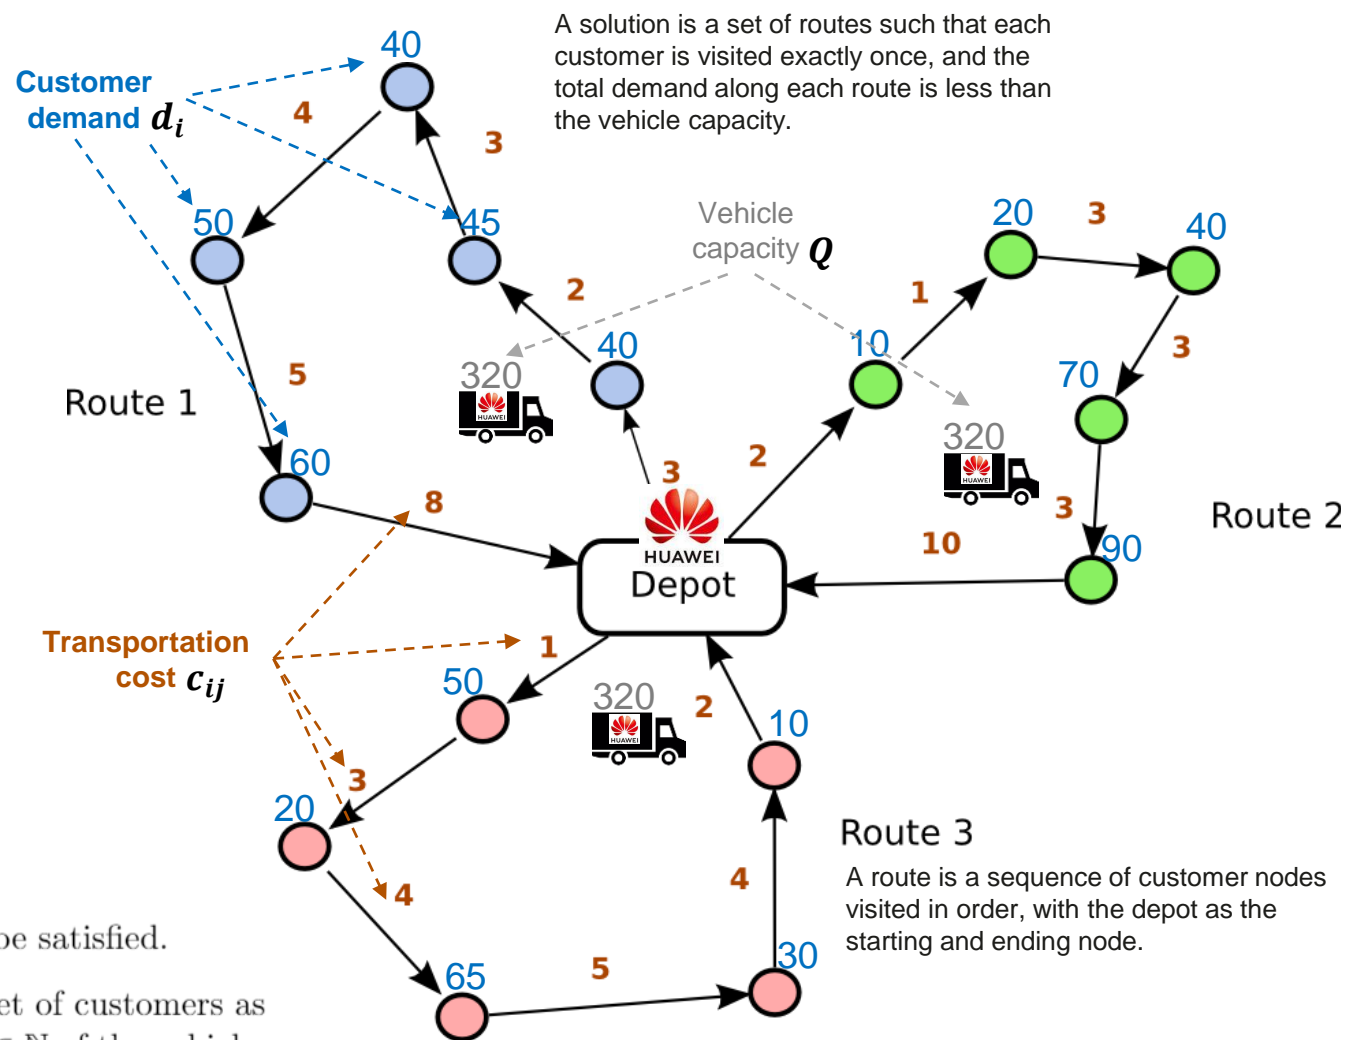 A solution is a set of routes such that each
customer is visited exactly once, and the
total demand along each route is less than
the vehicle capacity.
40
Customer
demand d_i
4
3
50
45
Vehicle
capacity Q
20
3
40
2
1
40
10
3
5
320
HUAWEI
70
Route 1
320
HUAWEI
60
3
2
8
3
Route 2
10
90
HUAWEI
Depot
Transportation
cost c_ij
1
50
320
HUAWEI
2
10
3
20
Route 3
4
4
A route is a sequence of customer nodes
visited in order, with the depot as the
starting and ending node.
be satisfied.
65
5
30
et of customers as